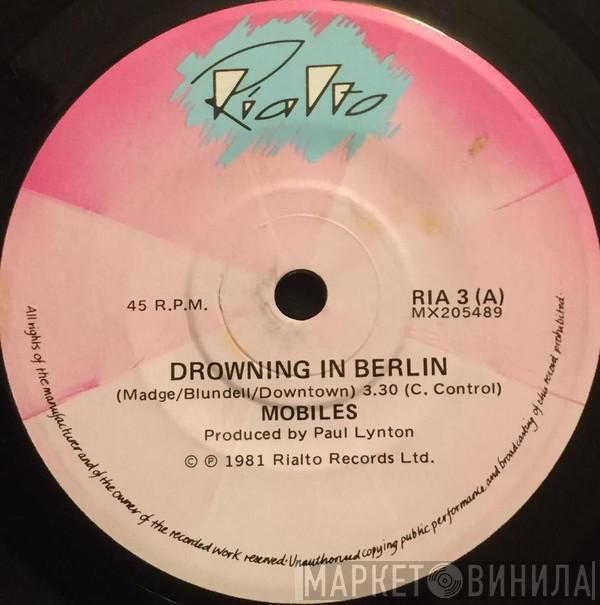 Rialto
45 R.P.M.
RIA 3 (A)
MX205489
DROWNING IN BERLIN
(Madge/Blundell/Downtown) 3.30 (C. Control)
MOBILES
Produced by Paul Lynton
© ℗ 1981 Rialto Records Ltd.
All rights of the manufacturer and of the owner of the recorded work reserved. Unauthorised copying public performance and broadcasting of this record prohibited.
МАРКЕТ ВИНИЛА